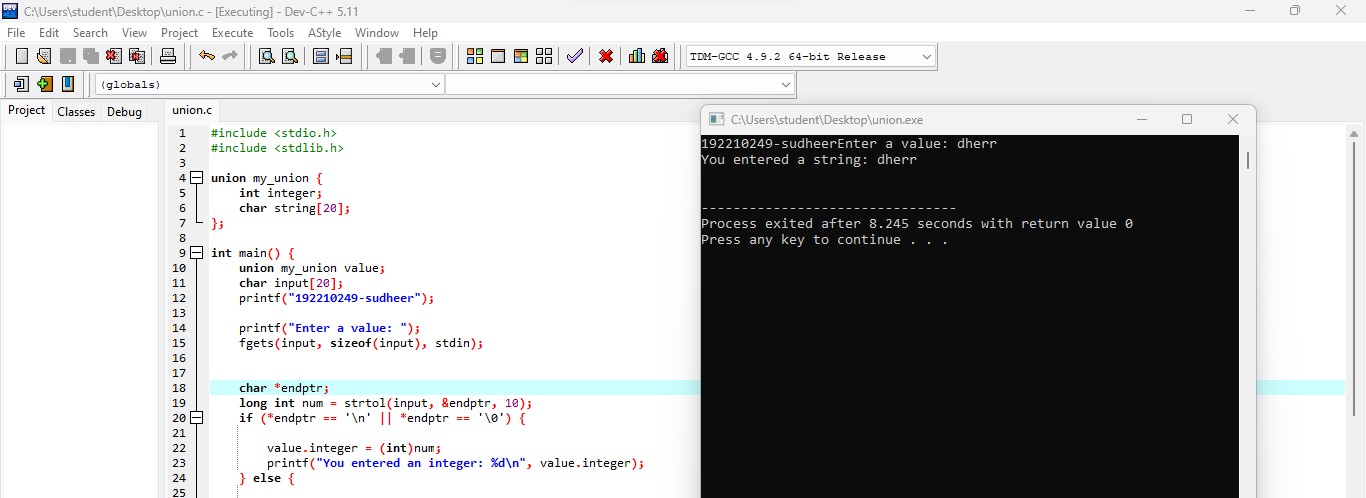 C:\Users\student\Desktop\union.c - [Executing] - Dev-C++ 5.11
File Edit Search View Project Execute Tools AStyle Window Help
TDM-GCC 4.9.2 64-bit Release
(globals)
Project Classes Debug
union.c
1 #include <stdio.h>
2 #include <stdlib.h>
3
4 union my_union {
5 int integer;
6 char string[20];
7 };
8
9 int main() {
10 union my_union value;
11 char input[20];
12 printf("192210249-sudheer");
13
14 printf("Enter a value: ");
15 fgets(input, sizeof(input), stdin);
16
17
18 char *endptr;
19 long int num = strtol(input, &endptr, 10);
20 if (*endptr == '\n' || *endptr == '\0') {
21
22 value.integer = (int)num;
23 printf("You entered an integer: %d\n", value.integer);
24 } else {
25
C:\Users\student\Desktop\union.exe
192210249-sudheerEnter a value: dherr
You entered a string: dherr
--------------------------------
Process exited after 8.245 seconds with return value 0
Press any key to continue . . .